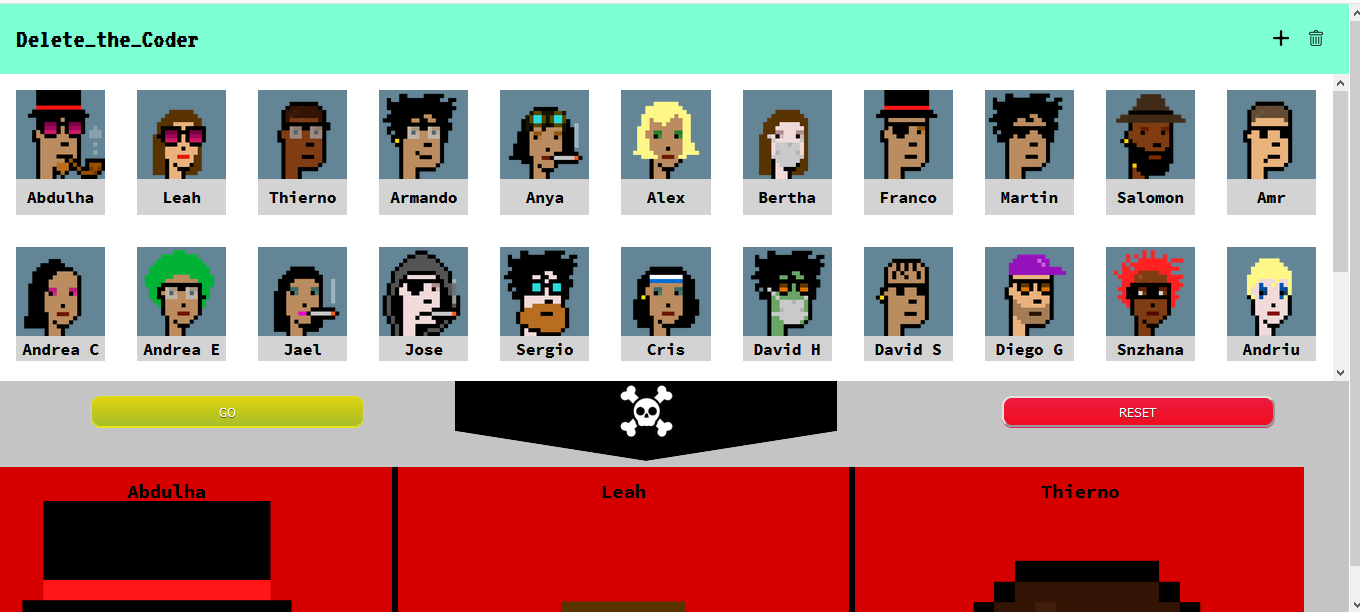 Delete_the_Coder
Abdulha Leah Thierno Armando Anya Alex Bertha Franco Martin Salomon Amr
Andrea C Andrea E Jael Jose Sergio Cris David H David S Diego G Snzhana Andriu
GO RESET
Abdulha Leah Thierno